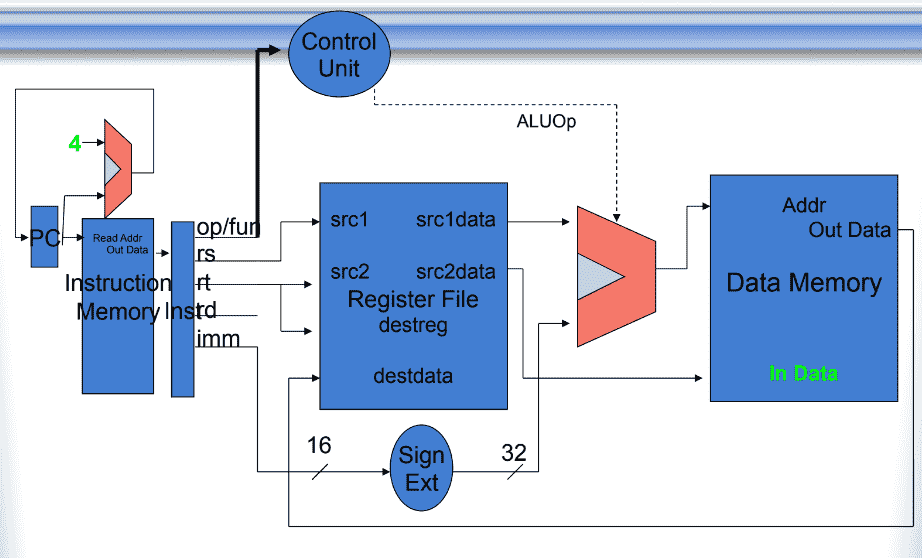 Control
Unit
ALUOp
4
PC
Read Addr
Out Data
Instruction
Memory
Inst
op/fun
rs
rt
rd
imm
src1
src1data
src2
src2data
Register File
destreg
destdata
16
Sign
Ext
32
Addr
Out Data
Data Memory
In Data